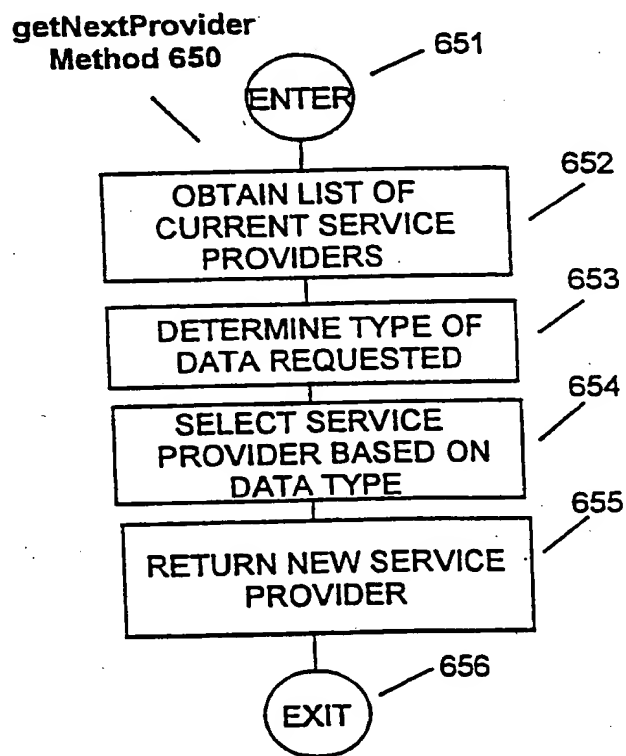 getNextProvider
Method 650
651
ENTER
652
OBTAIN LIST OF
CURRENT SERVICE
PROVIDERS
653
DETERMINE TYPE OF
DATA REQUESTED
654
SELECT SERVICE
PROVIDER BASED ON
DATA TYPE
655
RETURN NEW SERVICE
PROVIDER
656
EXIT